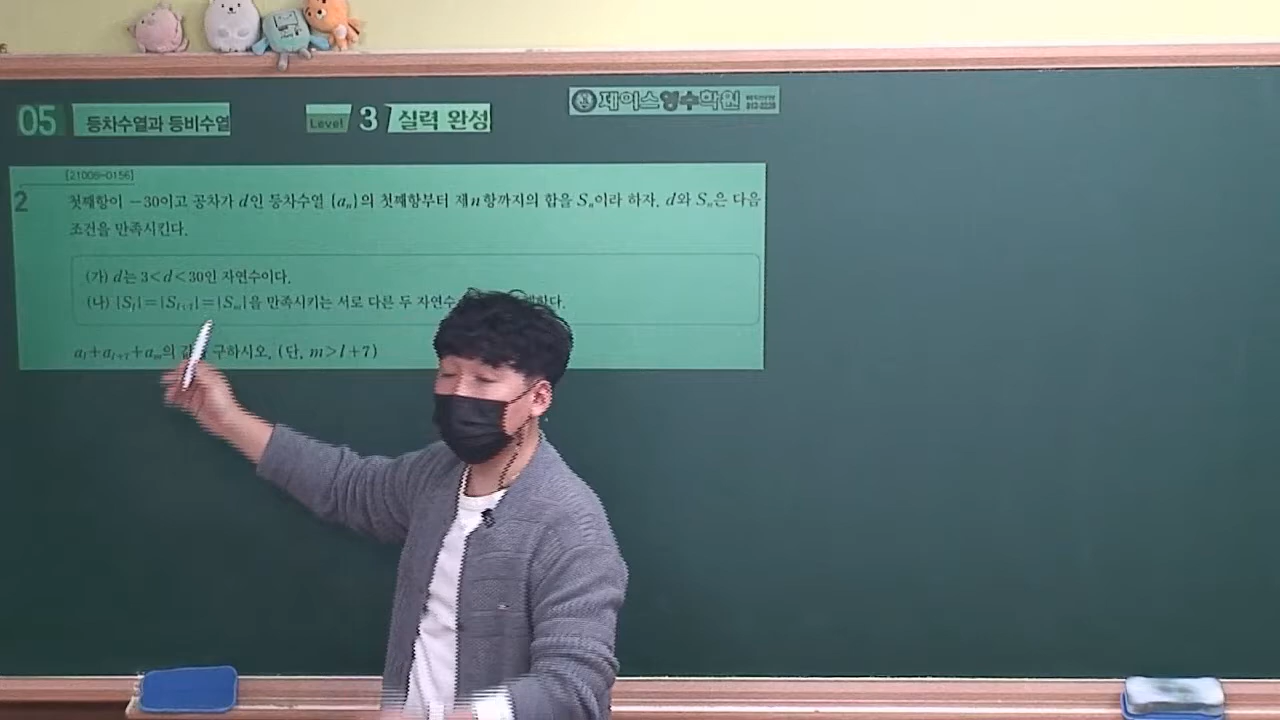 05 등차수열과 등비수열 Level 3 실력 완성 제이스영수학원
[21008-0156]
2 첫째항이 -30이고 공차가 d인 등차수열 {aₙ}의 첫째항부터 제n항까지의 합을 Sₙ이라 하자. d와 Sₙ은 다음
조건을 만족시킨다.
(가) d는 3<d<30인 자연수이다.
(나) |Sₗ|=|Sₗ₊₇|=|Sₘ|을 만족시키는 서로 다른 두 자연수
aₗ+aₗ₊₇+aₘ의 구하시오. (단, m>l+7)